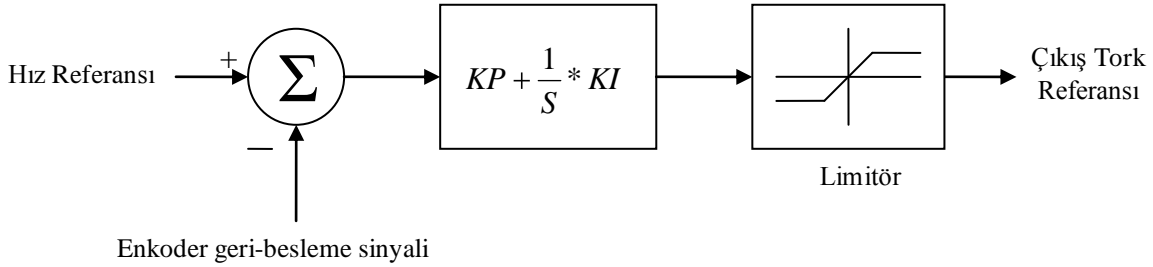 Hız Referansı
+
Σ
−
KP + 1/S * KI
Limitör
Çıkış Tork
Referansı
Enkoder geri-besleme sinyali